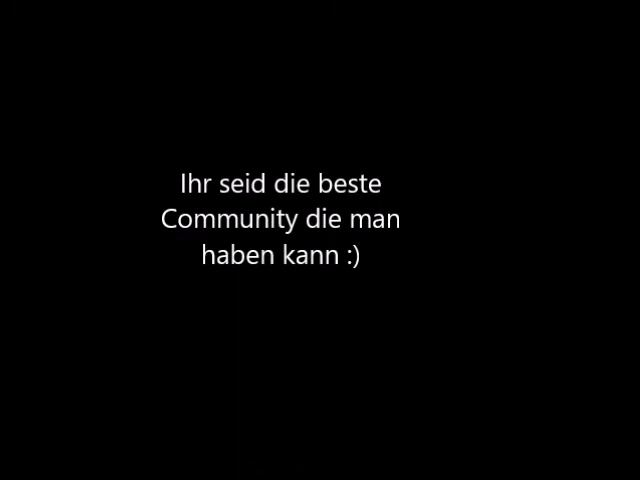 Ihr seid die beste
Community die man
haben kann :)